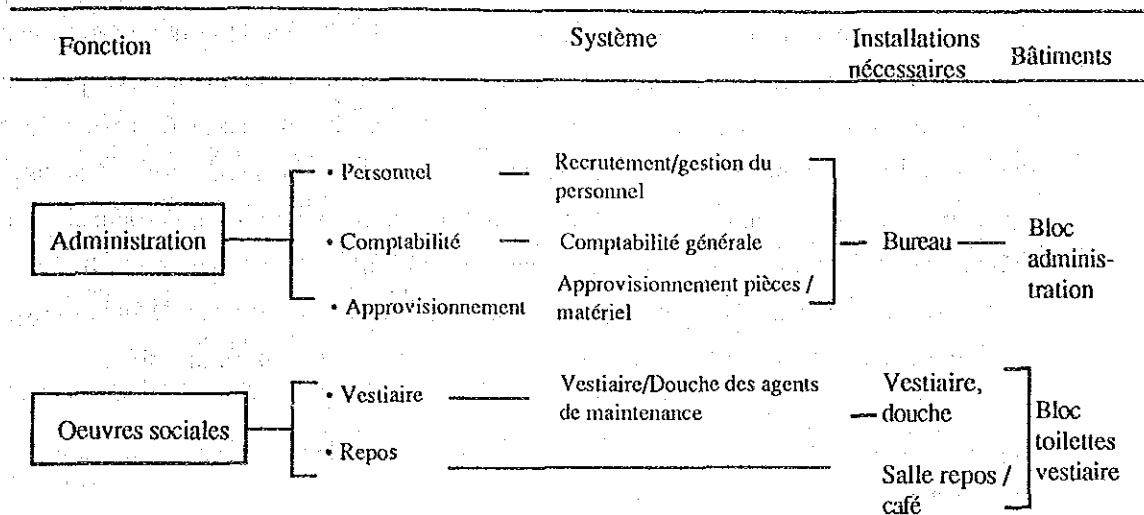 Fonction Système Installations nécessaires Bâtiments
Administration
• Personnel — Recrutement/gestion du
personnel
• Comptabilité — Comptabilité générale
• Approvisionnement Approvisionnement pièces /
matériel
Bureau
Bloc
adminis-
tration
Oeuvres sociales
• Vestiaire Vestiaire/Douche des agents
de maintenance
Vestiaire,
douche
• Repos
Salle repos /
café
Bloc
toilettes
vestiaire